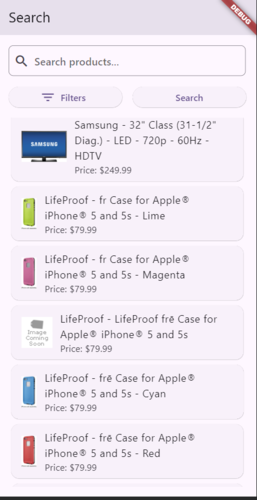 Search
DEBUG
Search products...
Filters
Search
SAMSUNG
Samsung - 32" Class (31-1/2"
Diag.) - LED - 720p - 60Hz -
HDTV
Price: $249.99
LifeProof - fr Case for Apple®
iPhone® 5 and 5s - Lime
Price: $79.99
LifeProof - fr Case for Apple®
iPhone® 5 and 5s - Magenta
Price: $79.99
Image
Coming
Soon
LifeProof - LifeProof frē Case for
Apple® iPhone® 5 and 5s
Price: $79.99
LifeProof - frē Case for Apple®
iPhone® 5 and 5s - Cyan
Price: $79.99
LifeProof - frē Case for Apple®
iPhone® 5 and 5s - Red
Price: $79.99